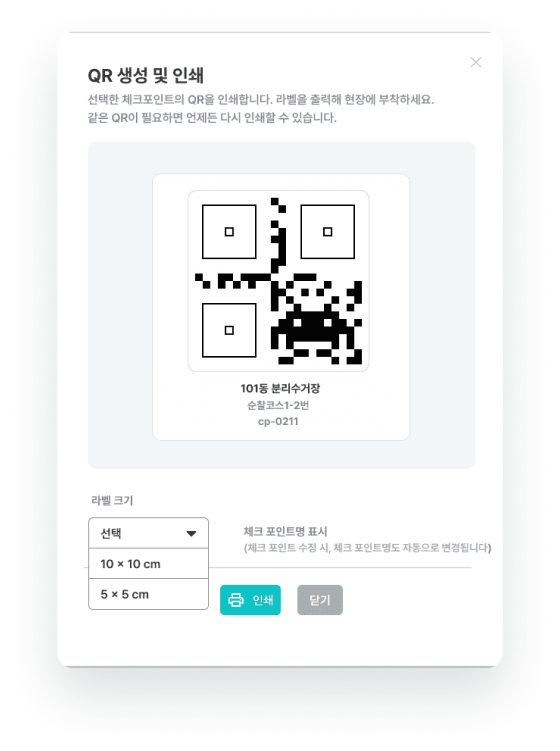 QR 생성 및 인쇄
선택한 체크포인트의 QR을 인쇄합니다. 라벨을 출력해 현장에 부착하세요.
같은 QR이 필요하면 언제든 다시 인쇄할 수 있습니다.
101동 분리수거장
순찰코스1-2번
cp-0211
라벨 크기
선택
체크 포인트명 표시
(체크 포인트 수정 시, 체크 포인트명도 자동으로 변경됩니다)
10 × 10 cm
5 × 5 cm
인쇄
닫기